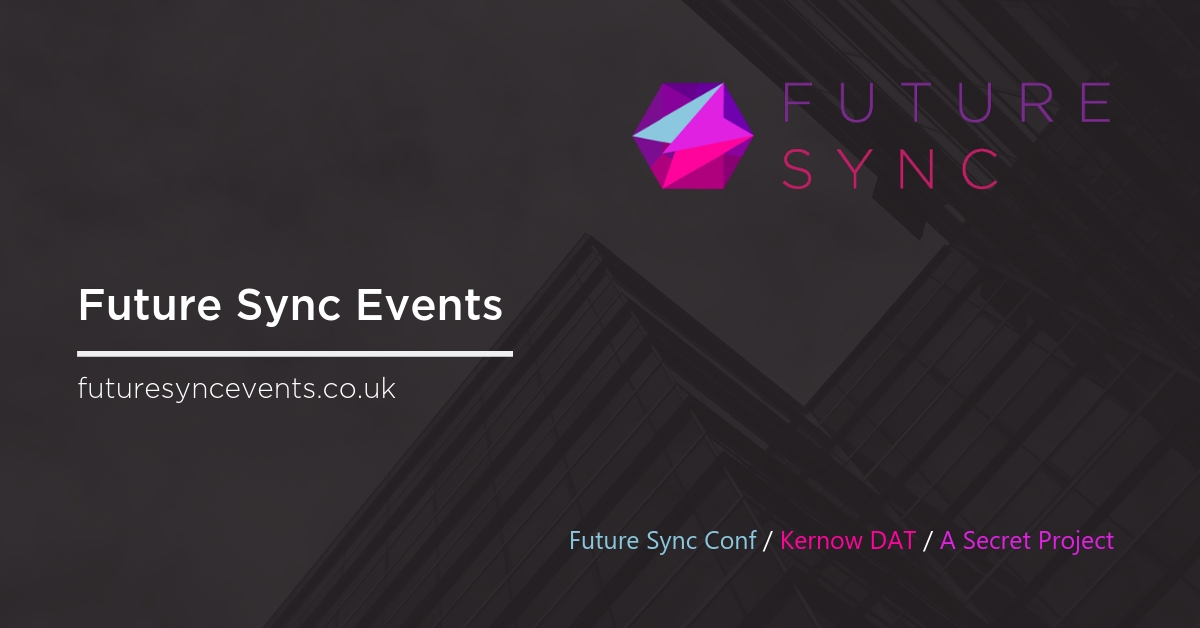 FUTURE
SYNC
Future Sync Events
futuresyncevents.co.uk
Future Sync Conf / Kernow DAT / A Secret Project